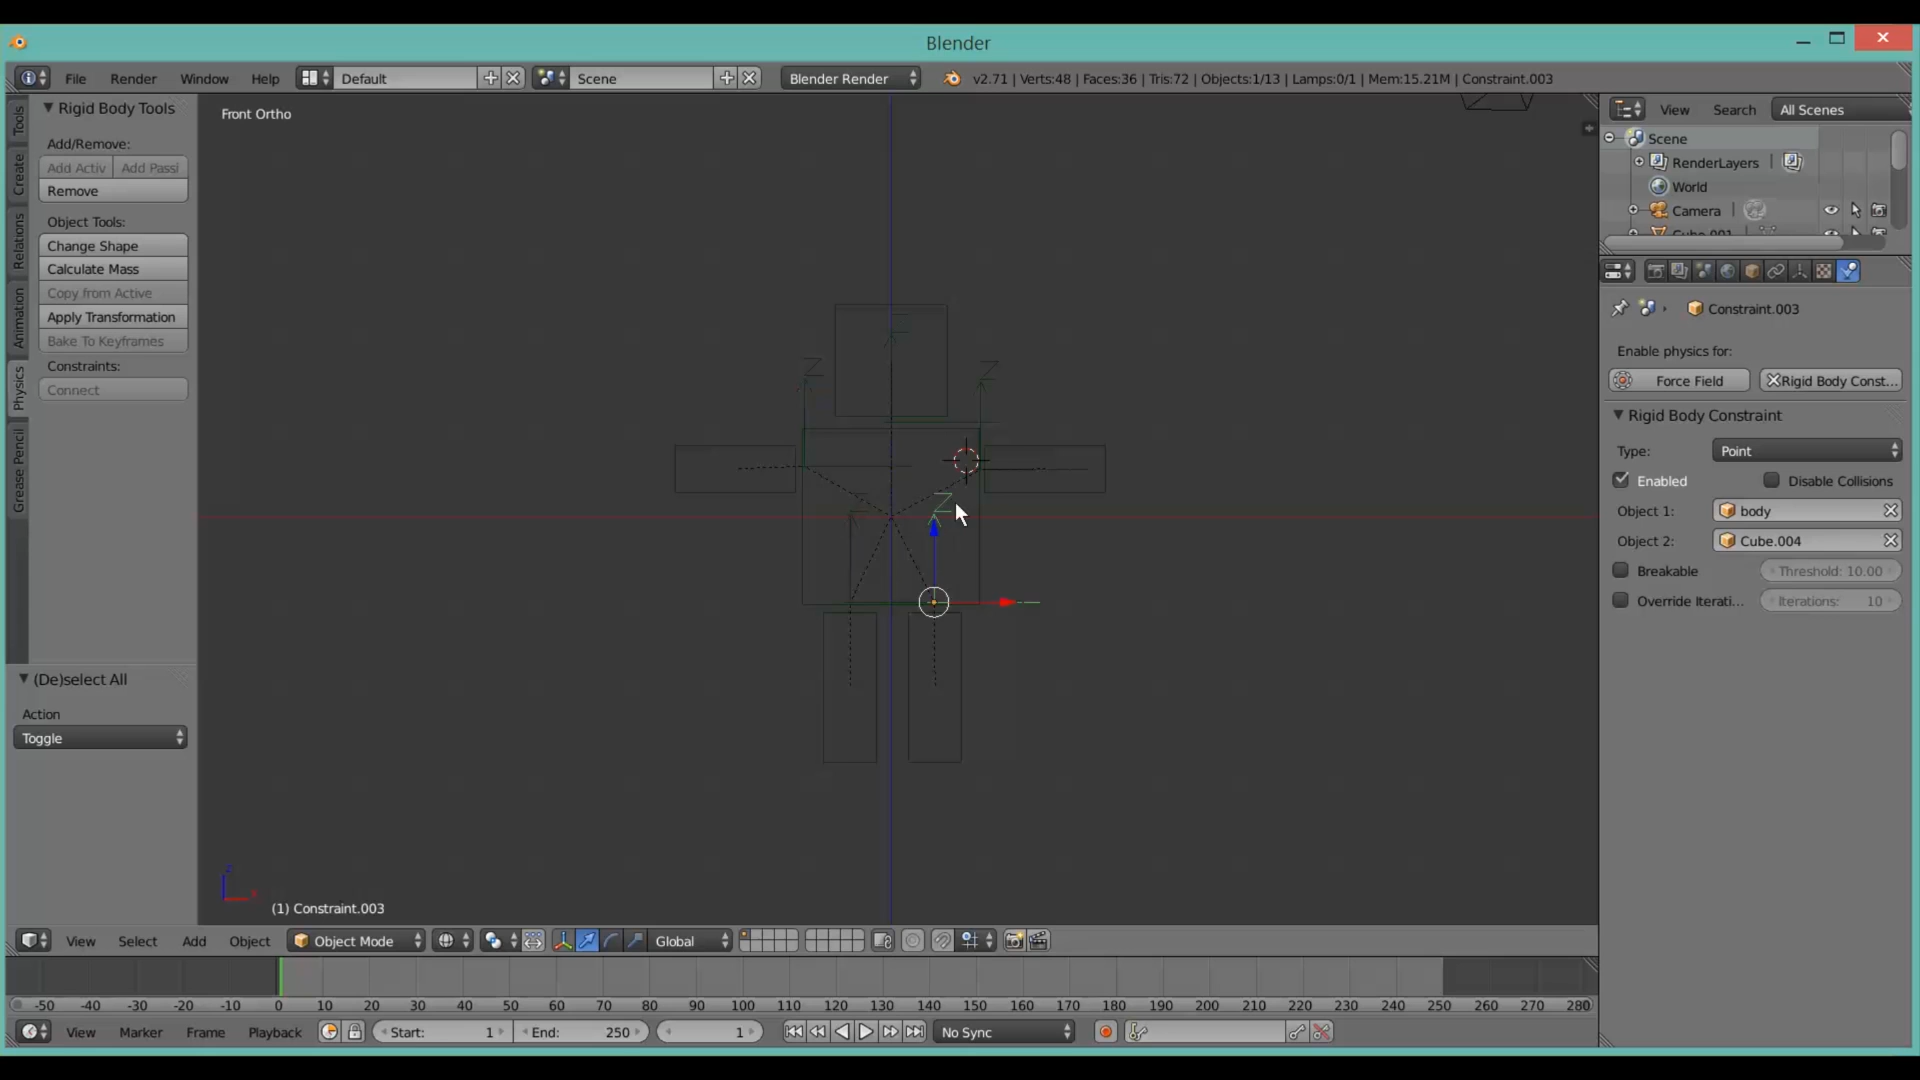 Blender
File Render Window Help Default Scene Blender Render v2.71 | Verts:48 | Faces:36 | Tris:72 | Objects:1/13 | Lamps:0/1 | Mem:15.21M | Constraint.003
Tools
Create
Relations
Animation
Physics
Grease Pencil
Rigid Body Tools
Add/Remove:
Add Activ Add Passi
Remove
Object Tools:
Change Shape
Calculate Mass
Copy from Active
Apply Transformation
Bake To Keyframes
Constraints:
Connect
(De)select All
Action
Toggle
Front Ortho
Z
Z
Z
(1) Constraint.003
View Search All Scenes
Scene
RenderLayers |
World
Camera |
Cube.001
Constraint.003
Enable physics for:
Force Field Rigid Body Const...
Rigid Body Constraint
Type: Point
Enabled Disable Collisions
Object 1: body
Object 2: Cube.004
Breakable Threshold: 10.00
Override Iterati... Iterations: 10
View Select Add Object Object Mode Global
-50 -40 -30 -20 -10 0 10 20 30 40 50 60 70 80 90 100 110 120 130 140 150 160 170 180 190 200 210 220 230 240 250 260 270 280
View Marker Frame Playback Start: 1 End: 250 1 No Sync